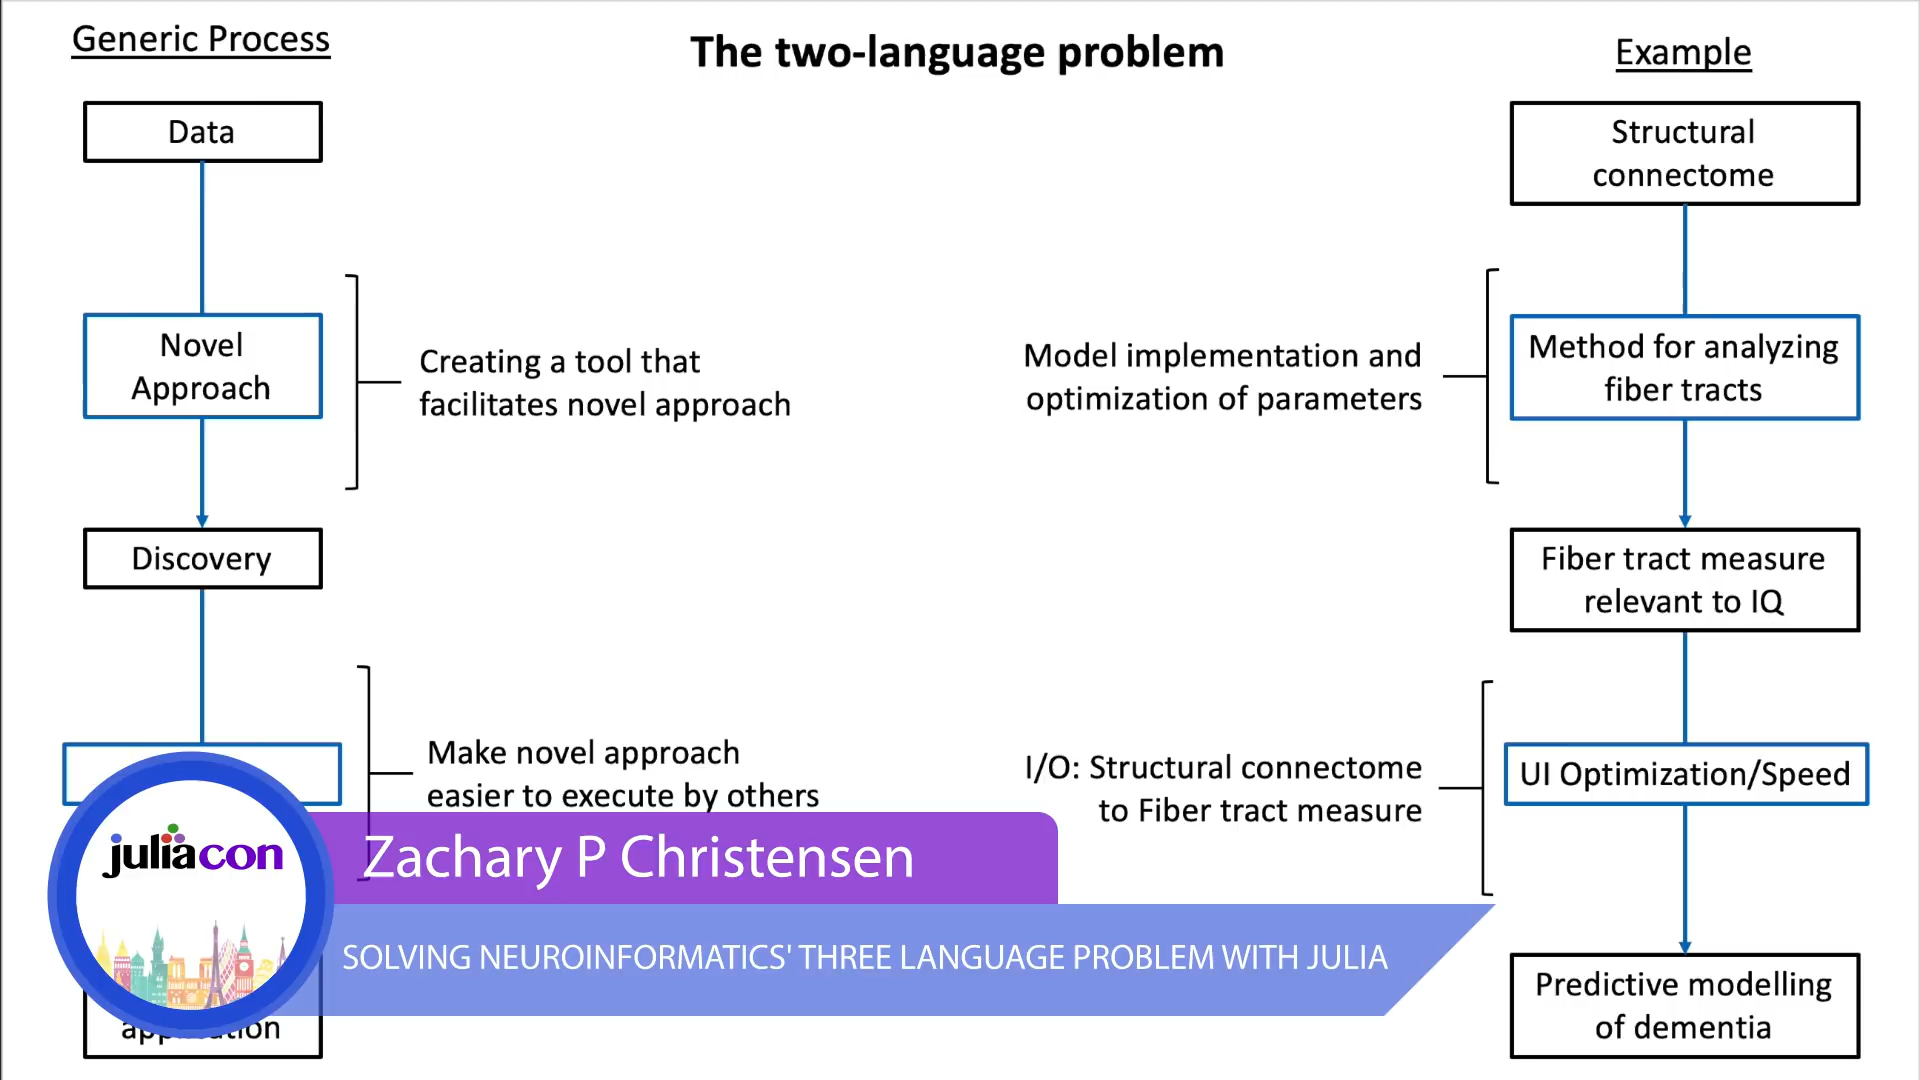 Generic Process
The two-language problem
Example
Data
Structural
connectome
Novel
Approach
Creating a tool that
facilitates novel approach
Model implementation and
optimization of parameters
Method for analyzing
fiber tracts
Discovery
Fiber tract measure
relevant to IQ
Make novel approach
easier to execute by others
I/O: Structural connectome
to Fiber tract measure
UI Optimization/Speed
juliacon
Zachary P Christensen
SOLVING NEUROINFORMATICS' THREE LANGUAGE PROBLEM WITH JULIA
application
Predictive modelling
of dementia